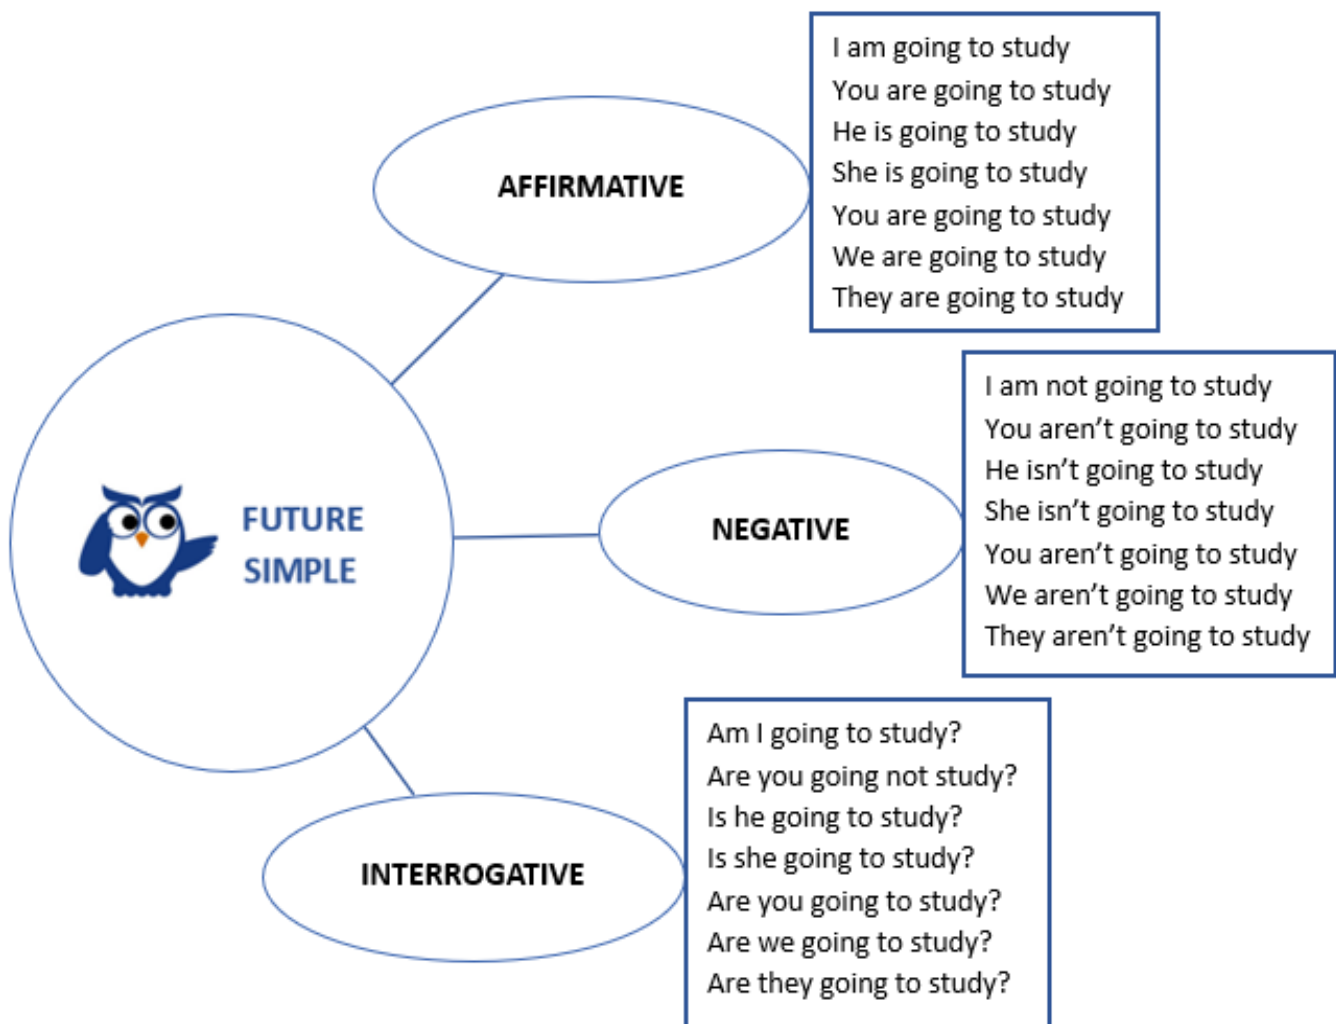 FUTURE
SIMPLE
AFFIRMATIVE
I am going to study
You are going to study
He is going to study
She is going to study
You are going to study
We are going to study
They are going to study
NEGATIVE
I am not going to study
You aren’t going to study
He isn’t going to study
She isn’t going to study
You aren’t going to study
We aren’t going to study
They aren’t going to study
INTERROGATIVE
Am I going to study?
Are you going not study?
Is he going to study?
Is she going to study?
Are you going to study?
Are we going to study?
Are they going to study?